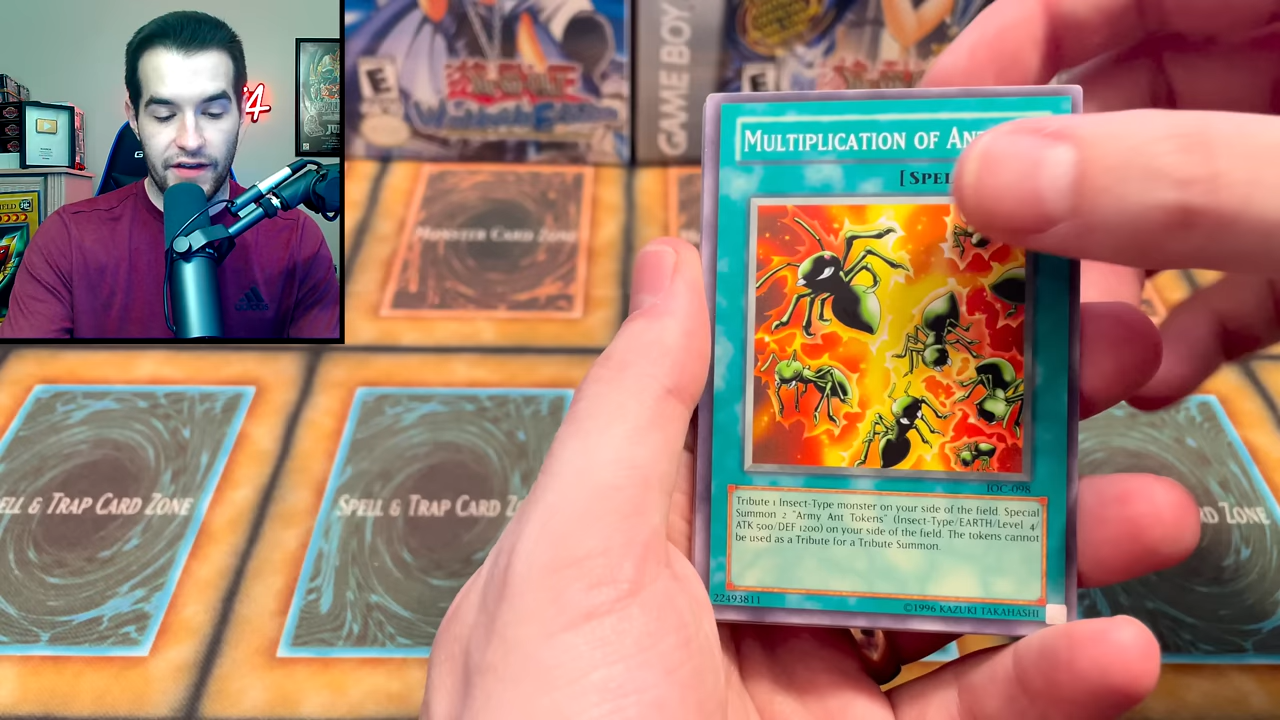 E
GAME BOY
E
4
G
adidas
MONSTER CARD ZONE
MULTIPLICATION OF
[SPEL
IOC-098
Tribute 1 Insect-Type monster on your side of the field. Special
Summon 2 "Army Ant Tokens" (Insect-Type/EARTH/Level 4/
ATK 500/DEF 1200) on your side of the field. The tokens cannot
be used as a Tribute for a Tribute Summon.
22493811
©1996 KAZUKI TAKAHASHI
ELL & TRAP CARD ZONE
SPELL & TRAP CARD ZO
RD ZONE